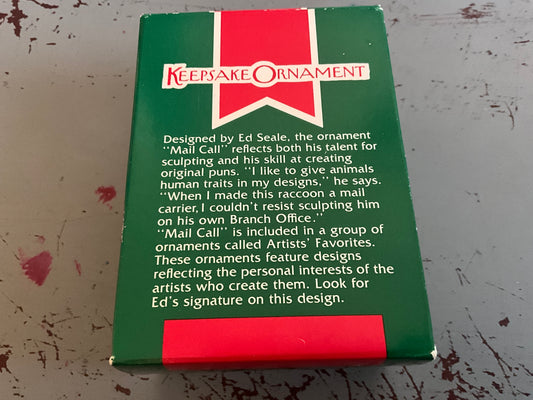 KEEPSAKE ORNAMENT
Designed by Ed Seale, the ornament
"Mail Call" reflects both his talent for
sculpting and his skill at creating
original puns. "I like to give animals
human traits in my designs," he says.
"When I made this raccoon a mail
carrier, I couldn't resist sculpting him
on his own Branch Office."
"Mail Call" is included in a group of
ornaments called Artists' Favorites.
These ornaments feature designs
reflecting the personal interests of the
artists who create them. Look for
Ed's signature on this design.